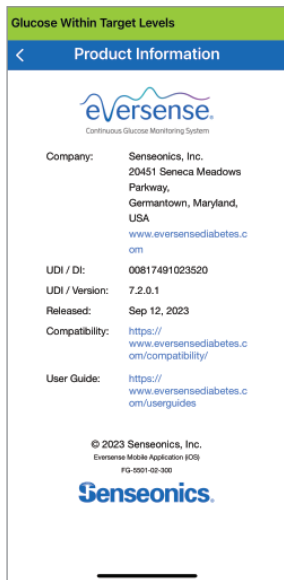 Glucose Within Target Levels
Product Information
eversense.
Continuous Glucose Monitoring System
Company: Senseonics, Inc.
20451 Seneca Meadows
Parkway,
Germantown, Maryland,
USA
www.eversensediabetes.c
om
UDI / DI: 00817491023520
UDI / Version: 7.2.0.1
Released: Sep 12, 2023
Compatibility: https://
www.eversensediabetes.c
om/compatibility/
User Guide: https://
www.eversensediabetes.c
om/userguides
© 2023 Senseonics, Inc.
Eversense Mobile Application (iOS)
FG-5501-02-300
Senseonics.